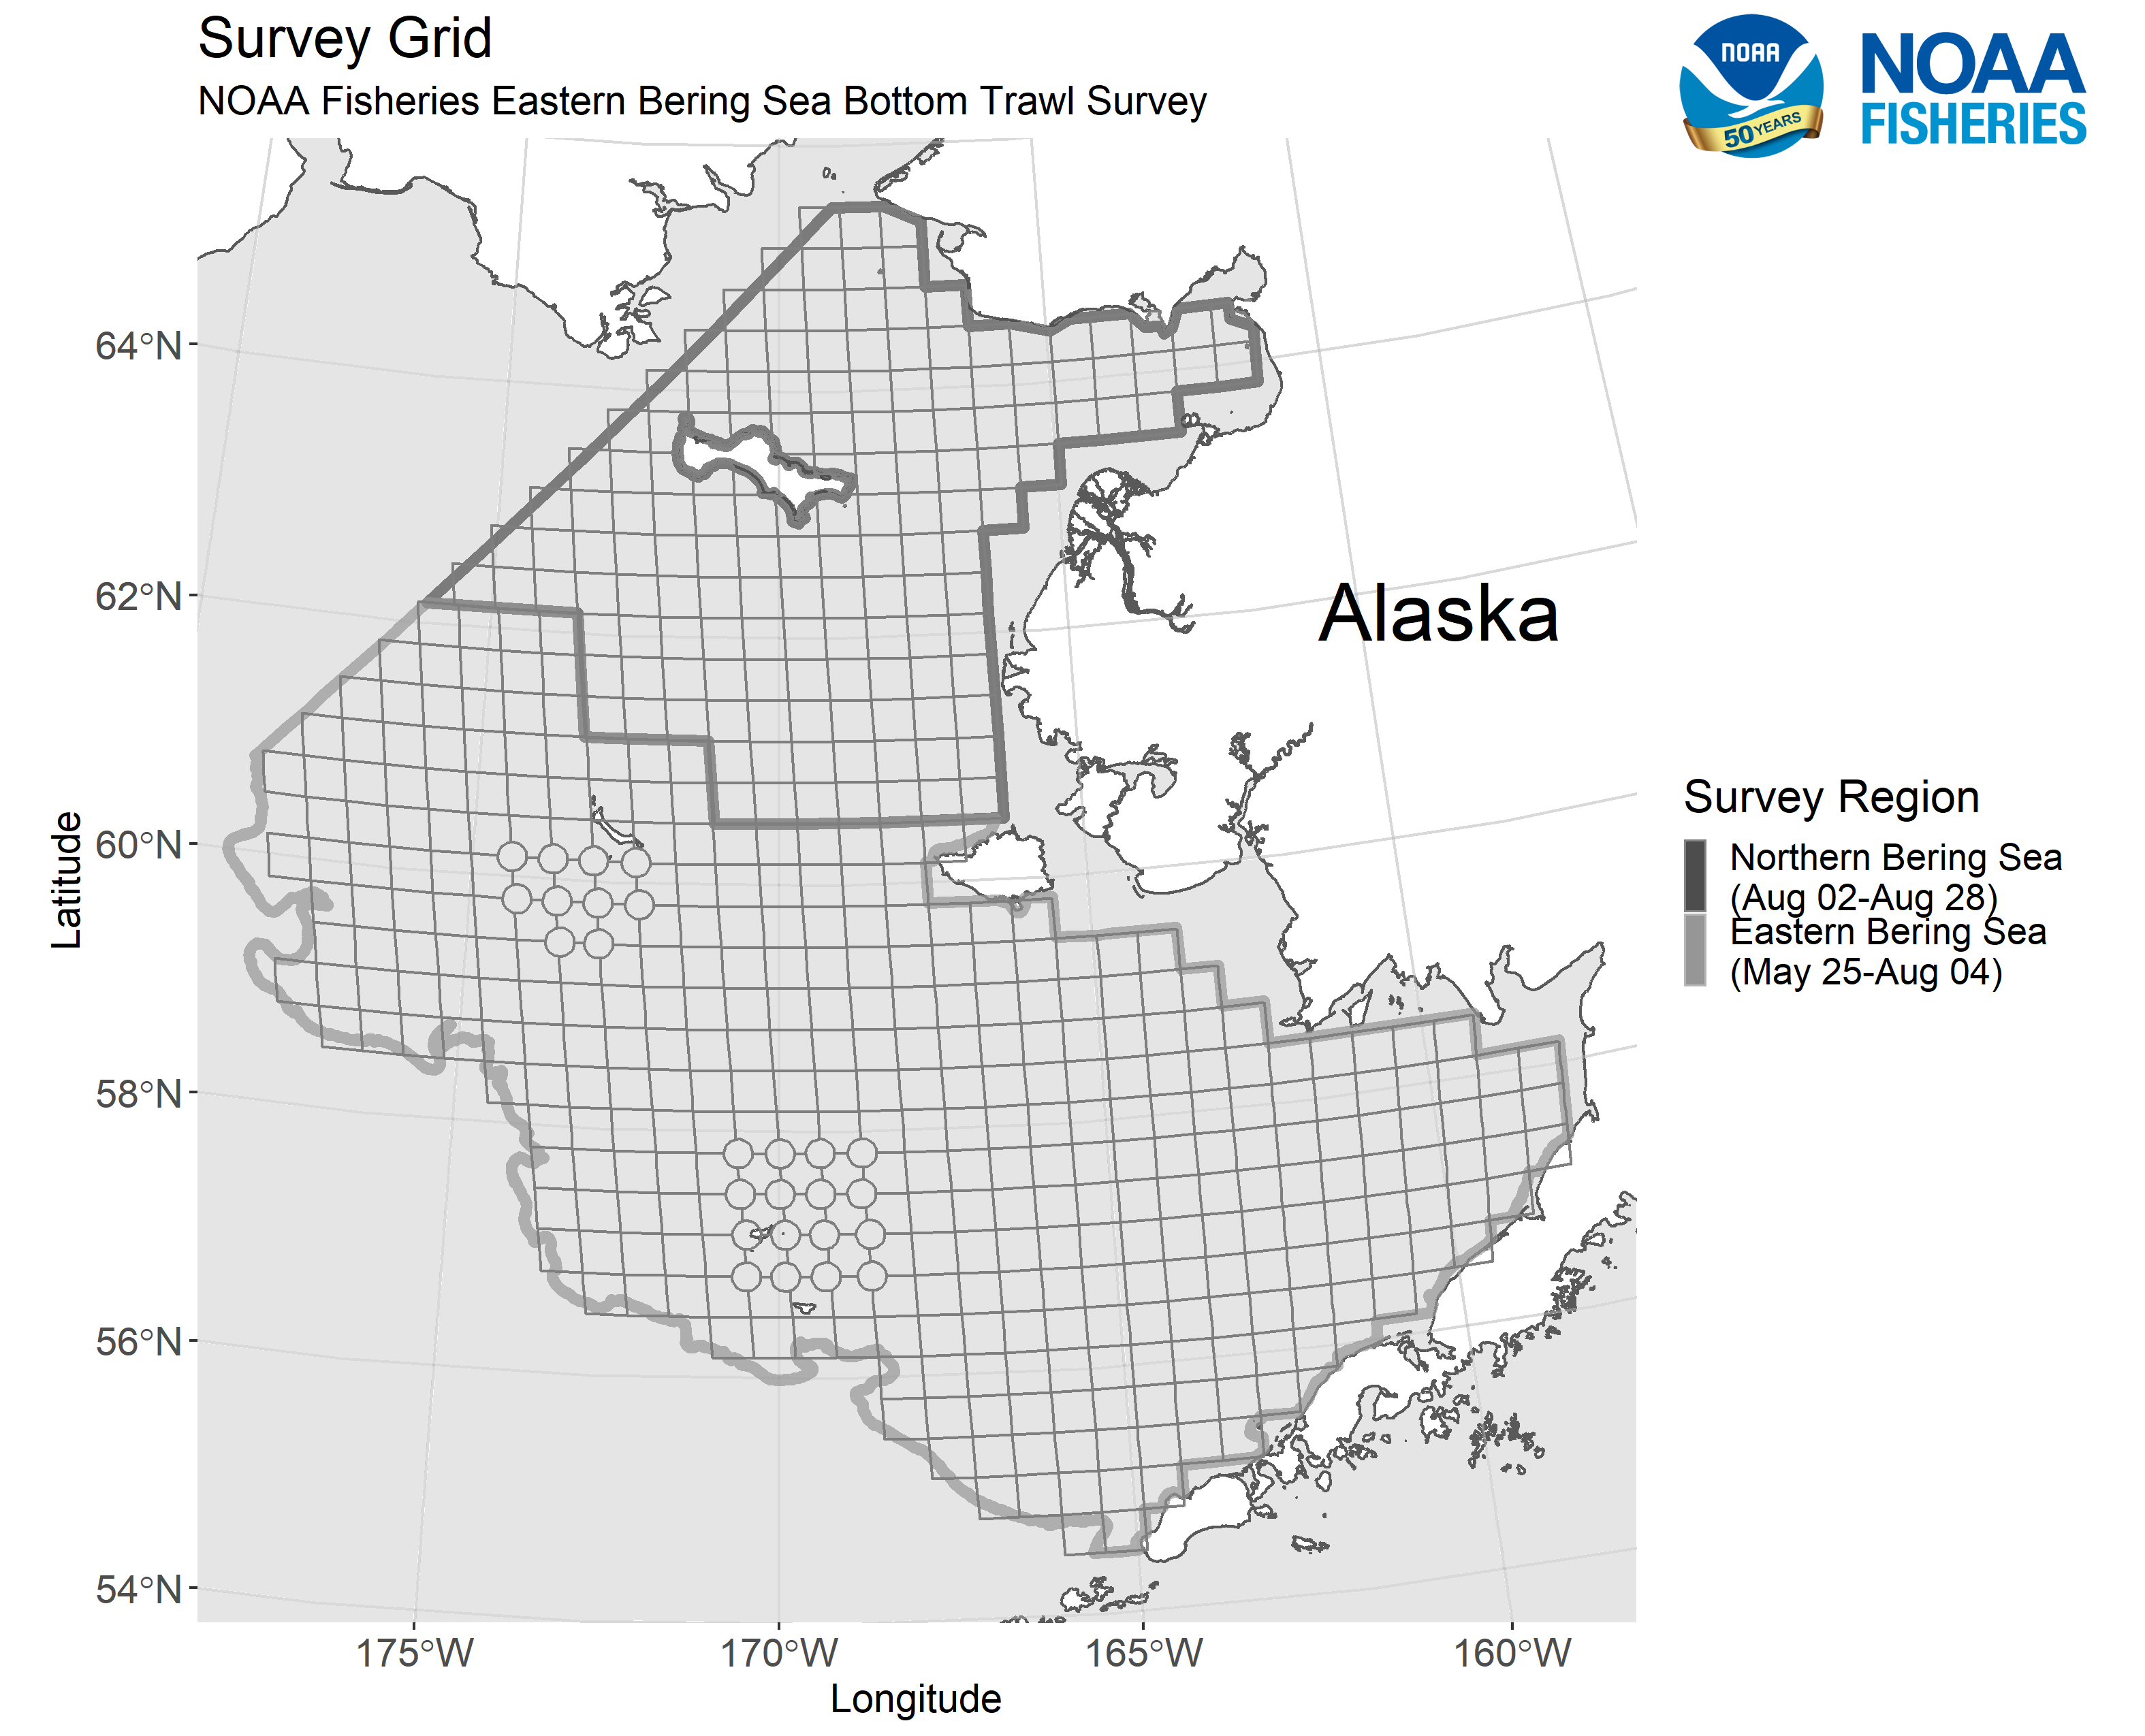 Survey Grid
NOAA Fisheries Eastern Bering Sea Bottom Trawl Survey
NOAA
50 YEARS
NOAA
FISHERIES
64°N
62°N
60°N
58°N
56°N
54°N
Latitude
Alaska
Survey Region
Northern Bering Sea
(Aug 02-Aug 28)
Eastern Bering Sea
(May 25-Aug 04)
175°W
170°W
165°W
160°W
Longitude